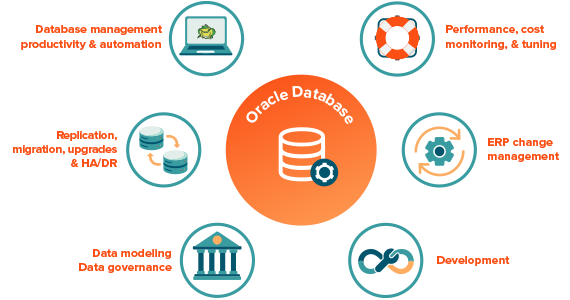 Database management
productivity & automation
Performance, cost
monitoring, & tuning
Oracle Database
Replication,
migration, upgrades
& HA/DR
ERP change
management
Data modeling
Data governance
Development